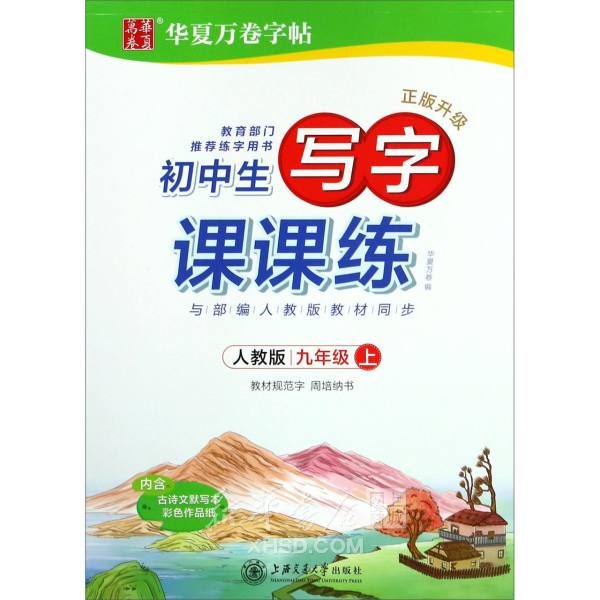 萬卷 華夏®
华夏万卷字帖
正版升级
教育部门
推荐练字用书
初中生 写字
课课练
华夏万卷 编
与部编人教版教材同步
人教版 九年级 上
教材规范字 周培纳书
内含
古诗文默写本
彩色作品纸
新华书店
XHSD.COM
上海交通大学出版社
SHANGHAI JIAO TONG UNIVERSITY PRESS